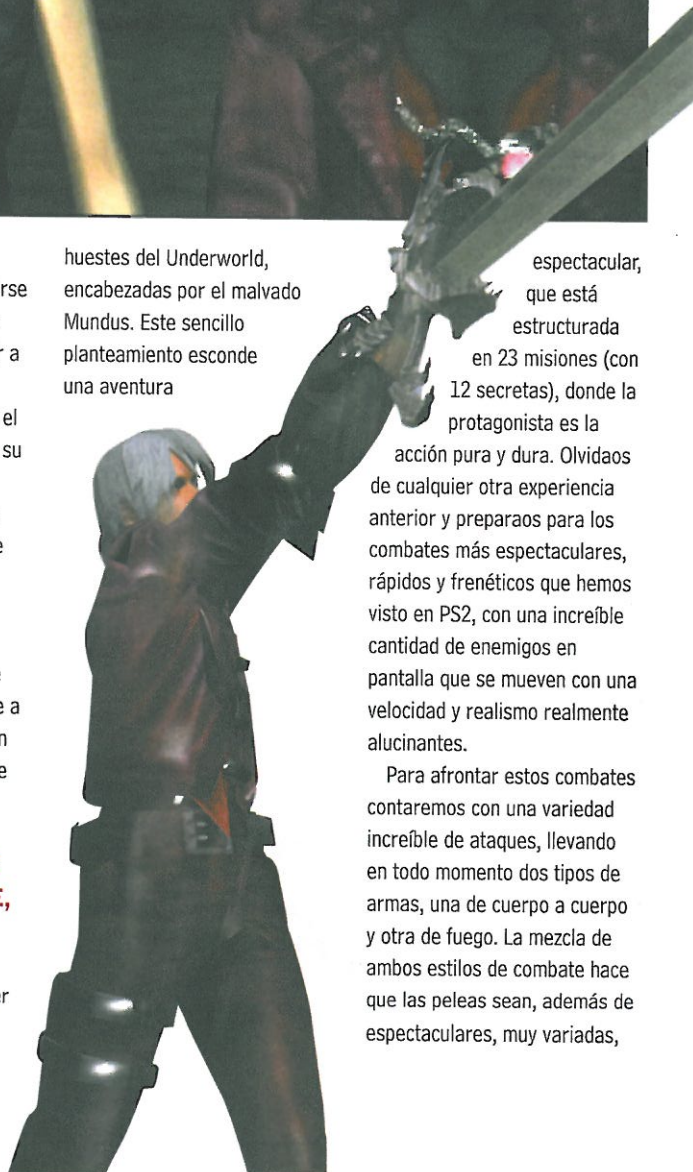 rse
r a
el
su
e
e a
n
e
E,
er
huestes del Underworld,
encabezadas por el malvado
Mundus. Este sencillo
planteamiento esconde
una aventura
espectacular,
que está
estructurada
en 23 misiones (con
12 secretas), donde la
protagonista es la
acción pura y dura. Olvidaos
de cualquier otra experiencia
anterior y preparaos para los
combates más espectaculares,
rápidos y frenéticos que hemos
visto en PS2, con una increíble
cantidad de enemigos en
pantalla que se mueven con una
velocidad y realismo realmente
alucinantes.
Para afrontar estos combates
contaremos con una variedad
increíble de ataques, llevando
en todo momento dos tipos de
armas, una de cuerpo a cuerpo
y otra de fuego. La mezcla de
ambos estilos de combate hace
que las peleas sean, además de
espectaculares, muy variadas,